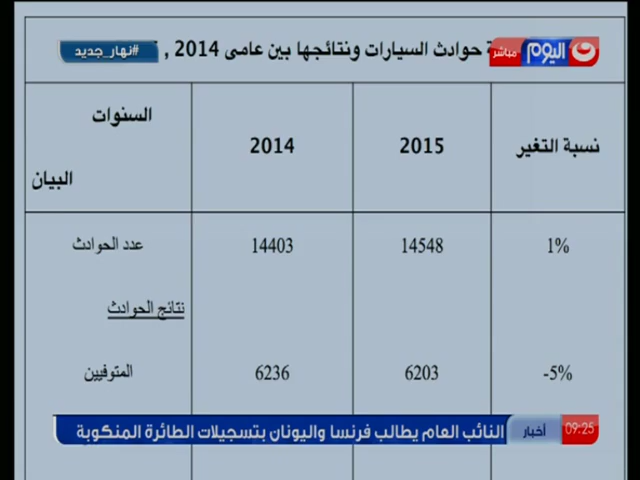 حوادث السيارات ونتائجها بين عامى 2014 ,
#نهار_جديد
اليوم
مباشر
السنوات
البيان
2014
2015
نسبة التغير
عدد الحوادث
14403
14548
1%
نتائج الحوادث
المتوفيين
6236
6203
-5%
النائب العام يطالب فرنسا واليونان بتسجيلات الطائرة المنكوبة
أخبار
09:25